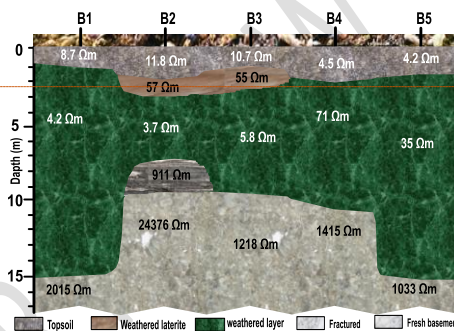 B1 B2 B3 B4 B5
0
8.7 Ωm 11.8 Ωm 10.7 Ωm 4.5 Ωm 4.2 Ωm
57 Ωm 55 Ωm
4.2 Ωm 3.7 Ωm 5.8 Ωm 71 Ωm 35 Ωm
5
Depth (m)
911 Ωm
10
24376 Ωm 1218 Ωm 1415 Ωm
15
2015 Ωm 1033 Ωm
Topsoil Weathered laterite weathered layer Fractured Fresh baseme